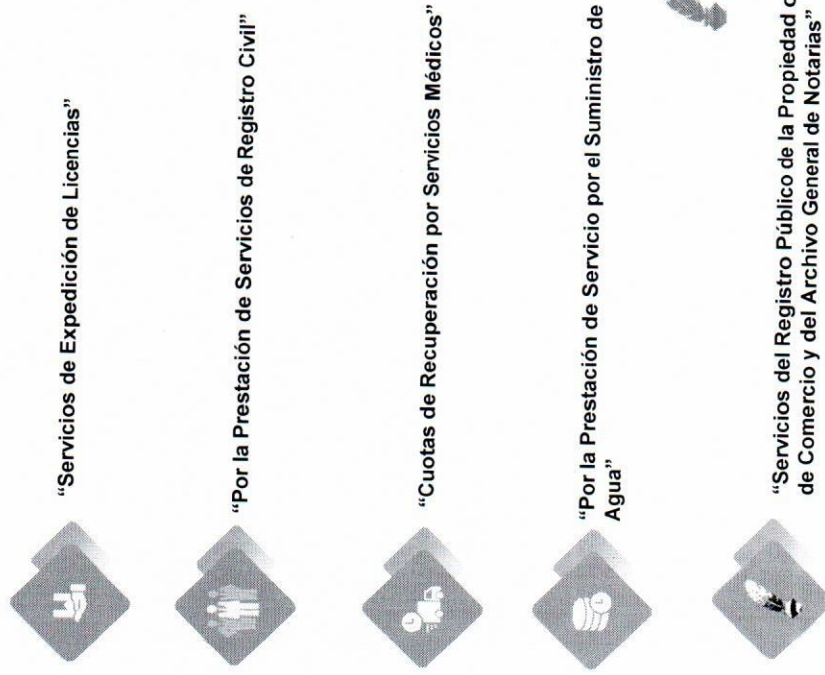 “Servicios de Expedición de Licencias”
“Por la Prestación de Servicios de Registro Civil”
“Cuotas de Recuperación por Servicios Médicos”
“Por la Prestación de Servicio por el Suministro de
Agua”
“Servicios del Registro Público de la Propiedad
de Comercio y del Archivo General de Notarias”